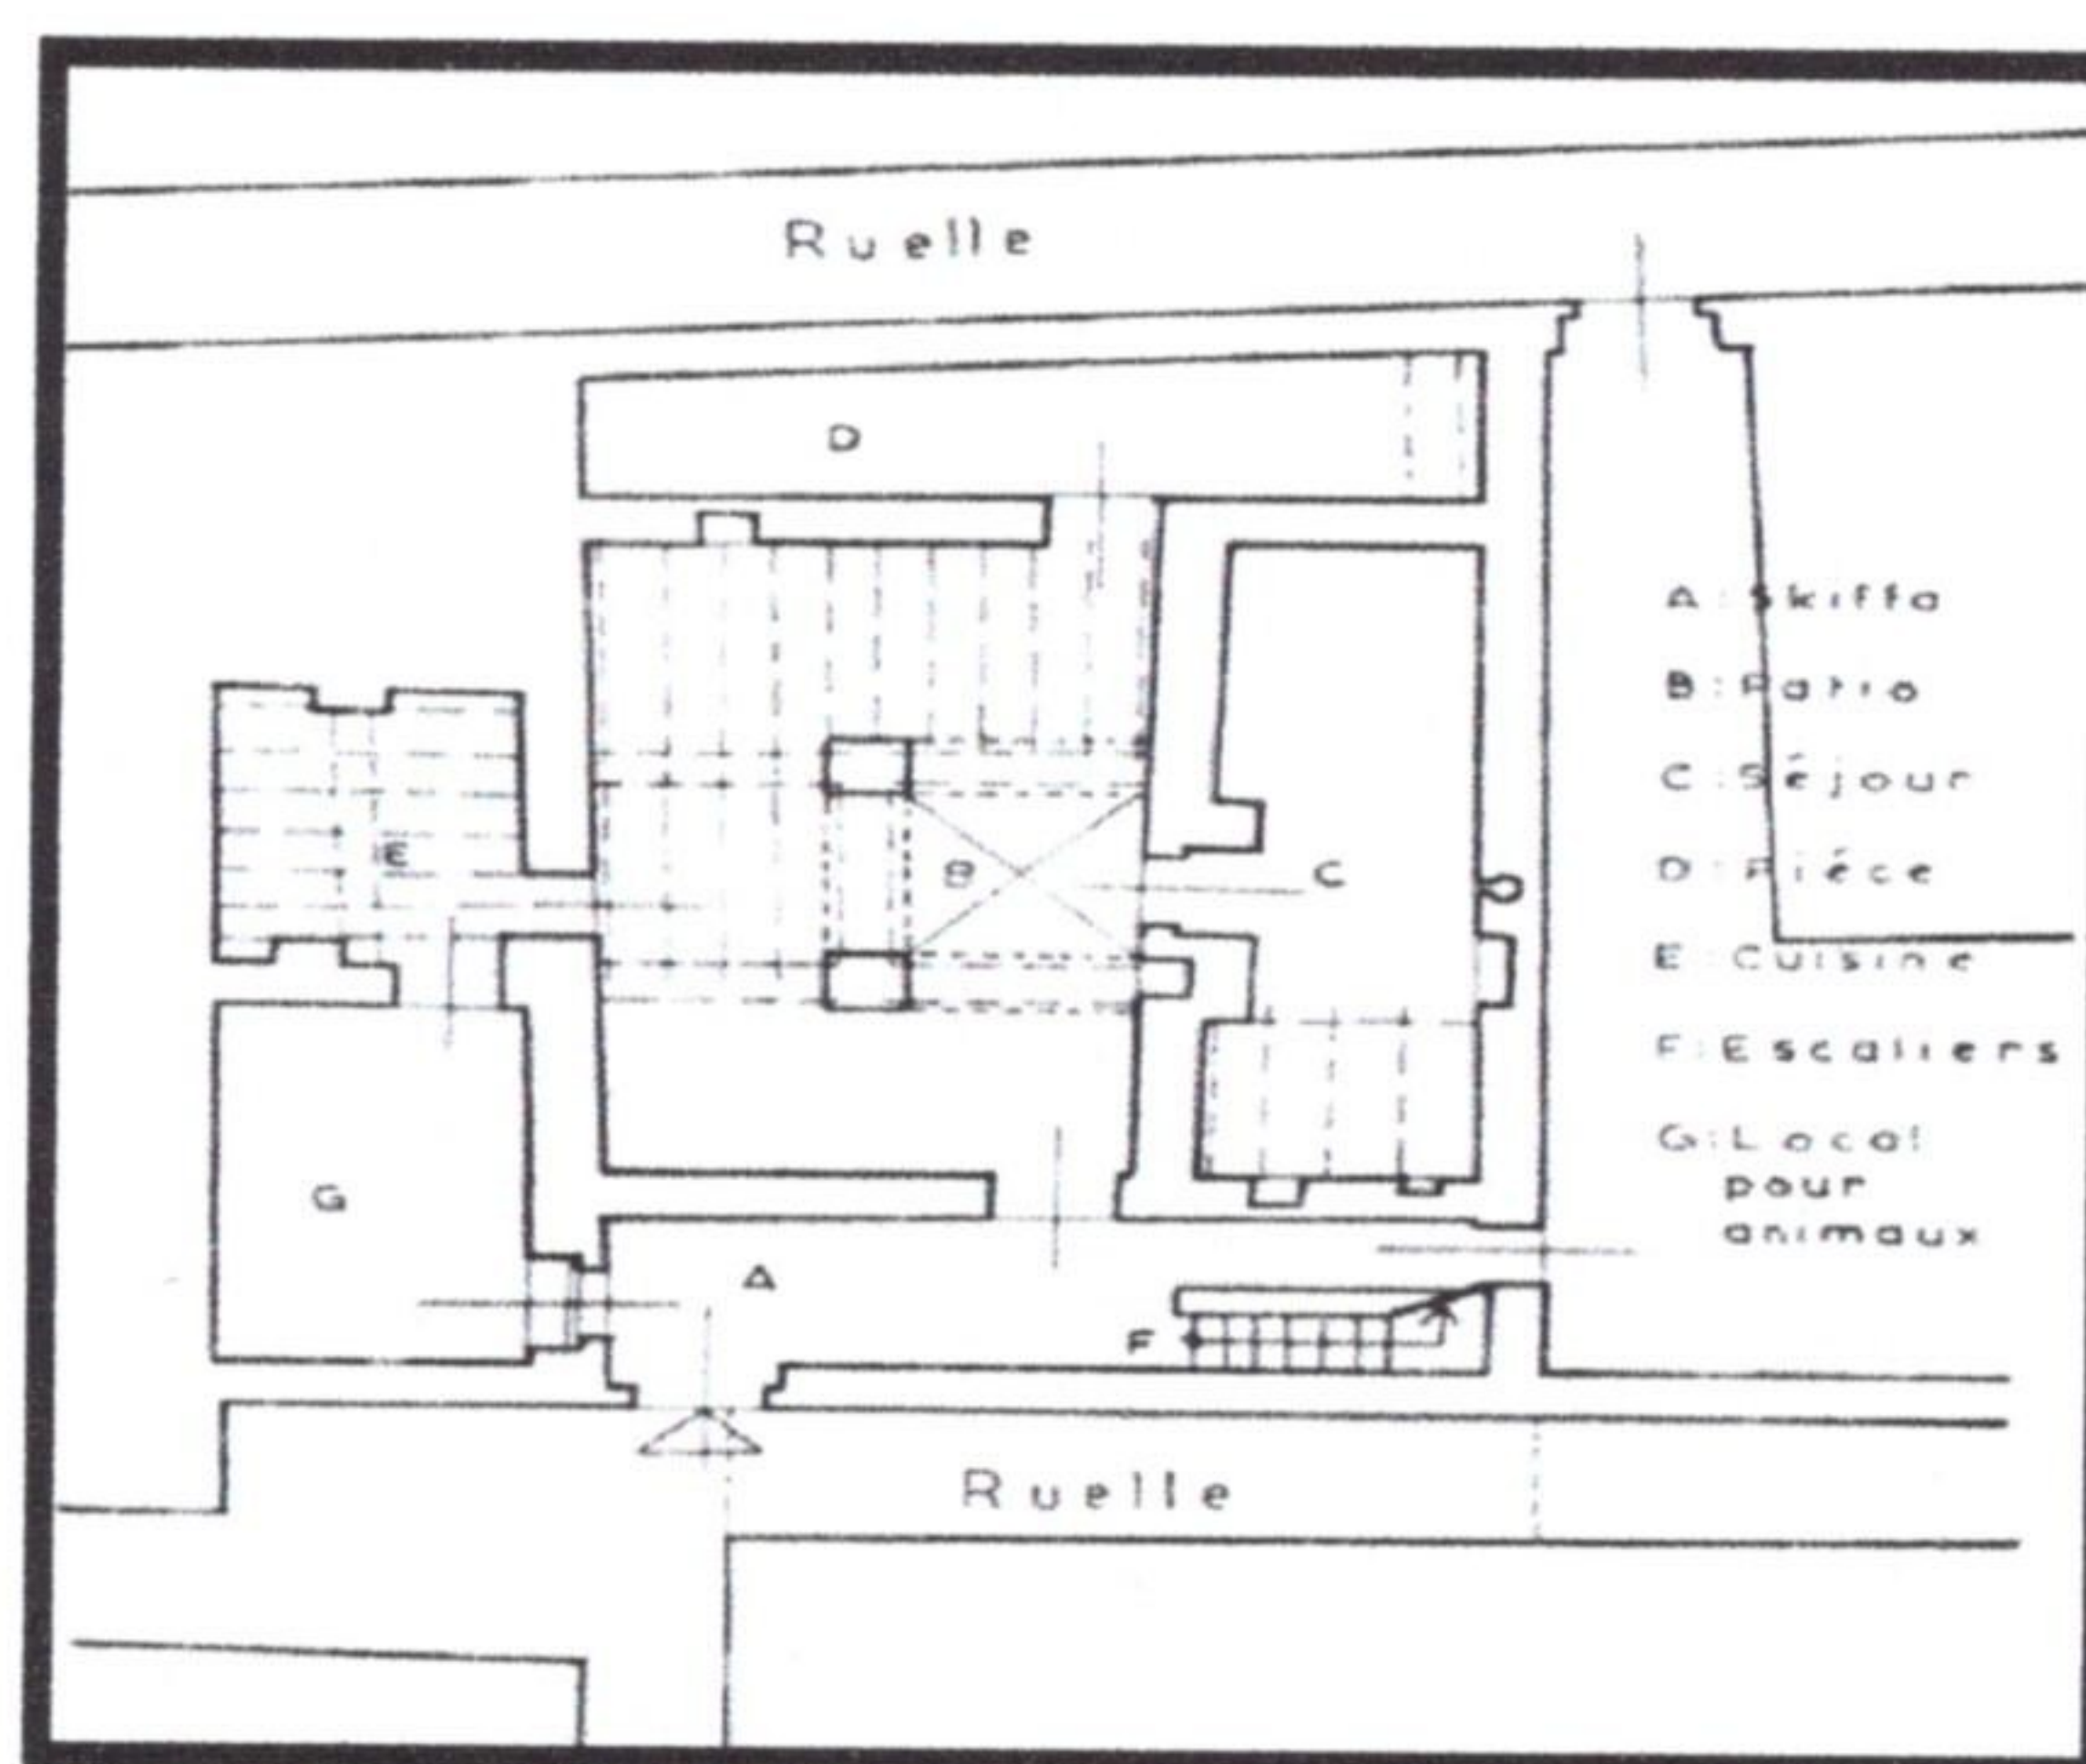 Ruelle
D
E
B
C
G
A
F
Ruelle
A : Skiffa
B : Patio
C : Séjour
D : Pièce
E : Cuisine
F : Escaliers
G : Local
pour
animaux